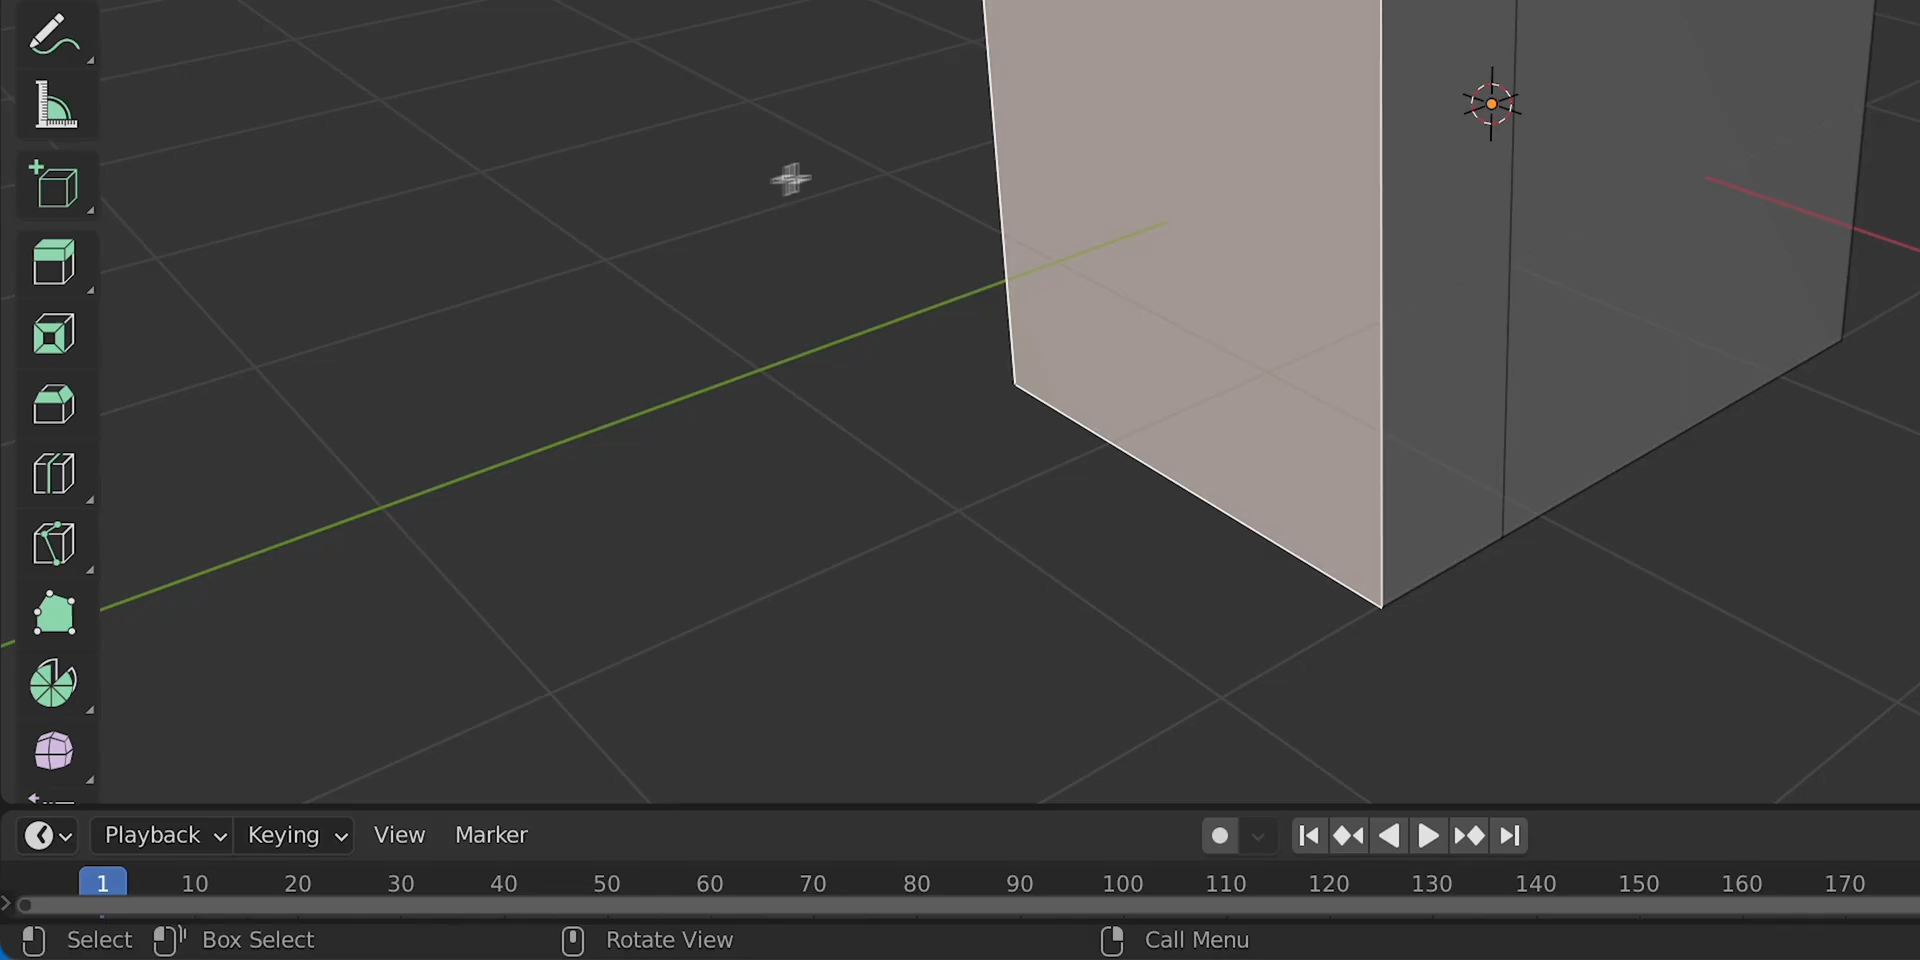 Playback Keying View Marker
1 10 20 30 40 50 60 70 80 90 100 110 120 130 140 150 160 170
Select Box Select Rotate View Call Menu